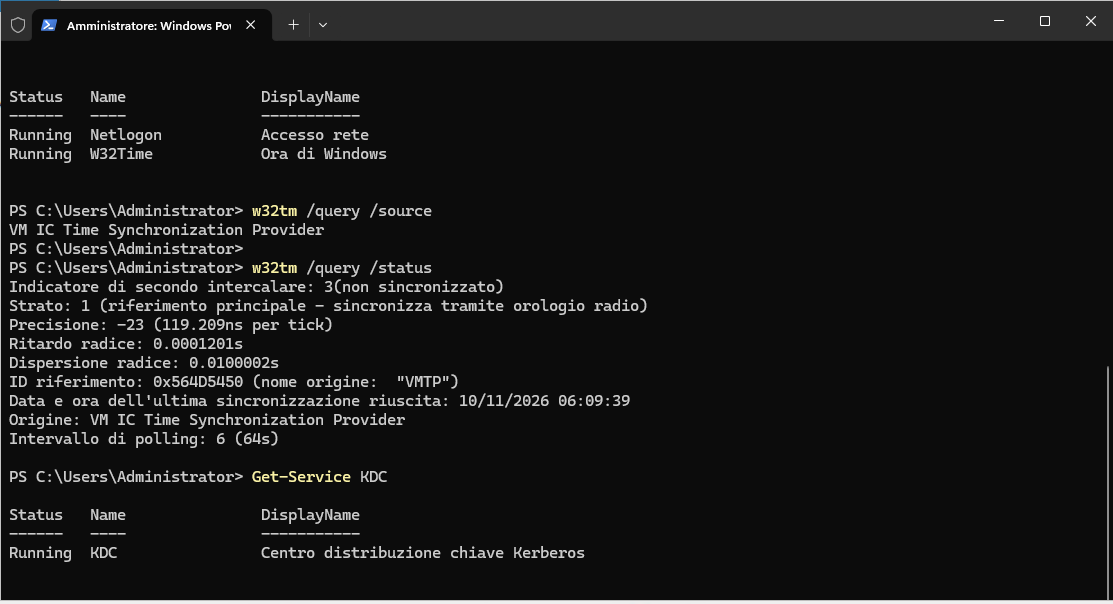 Amministratore: Windows Pov
Status Name DisplayName
------ ---- -----------
Running Netlogon Accesso rete
Running W32Time Ora di Windows
PS C:\Users\Administrator> w32tm /query /source
VM IC Time Synchronization Provider
PS C:\Users\Administrator>
PS C:\Users\Administrator> w32tm /query /status
Indicatore di secondo intercalare: 3(non sincronizzato)
Strato: 1 (riferimento principale - sincronizza tramite orologio radio)
Precisione: -23 (119.209ns per tick)
Ritardo radice: 0.0001201s
Dispersione radice: 0.0100002s
ID riferimento: 0x564D5450 (nome origine:  "VMTP")
Data e ora dell'ultima sincronizzazione riuscita: 10/11/2026 06:09:39
Origine: VM IC Time Synchronization Provider
Intervallo di polling: 6 (64s)
PS C:\Users\Administrator> Get-Service KDC
Status Name DisplayName
------ ---- -----------
Running KDC Centro distribuzione chiave Kerberos